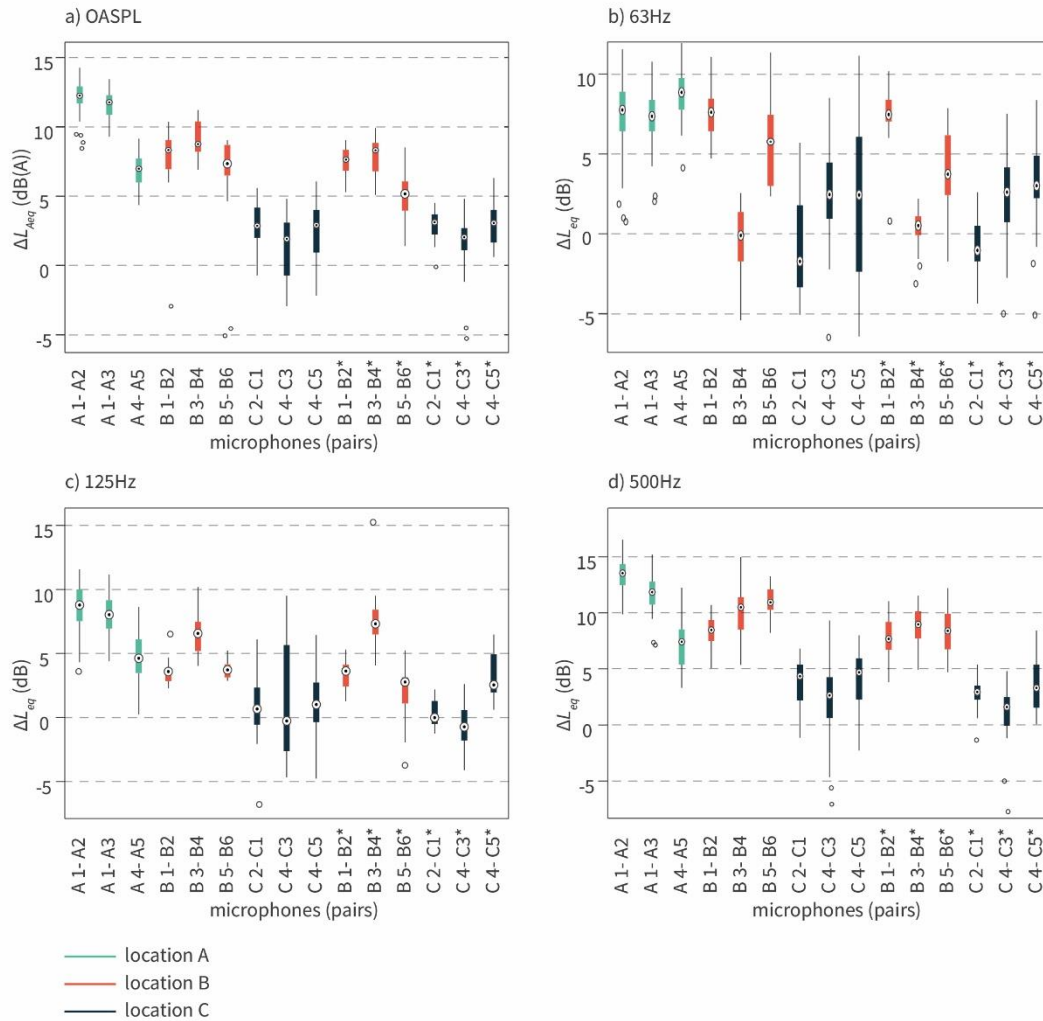 a) OASPL
15
10
5
0
-5
ΔL_Aeq (dB(A))
A 1- A2
A 1- A3
A 4- A5
B 1- B2
B 3- B4
B 5- B6
C 2- C1
C 4- C3
C 4- C5
B 1- B2*
B 3- B4*
B 5- B6*
C 2- C1*
C 4- C3*
C 4- C5*
microphones (pairs)
b) 63Hz
10
5
0
-5
ΔL_eq (dB)
A 1- A2
A 1- A3
A 4- A5
B 1- B2
B 3- B4
B 5- B6
C 2- C1
C 4- C3
C 4- C5
B 1- B2*
B 3- B4*
B 5- B6*
C 2- C1*
C 4- C3*
C 4- C5*
microphones (pairs)
c) 125Hz
15
10
5
0
-5
ΔL_eq (dB)
A 1- A2
A 1- A3
A 4- A5
B 1- B2
B 3- B4
B 5- B6
C 2- C1
C 4- C3
C 4- C5
B 1- B2*
B 3- B4*
B 5- B6*
C 2- C1*
C 4- C3*
C 4- C5*
microphones (pairs)
d) 500Hz
15
10
5
0
-5
ΔL_eq (dB)
A 1- A2
A 1- A3
A 4- A5
B 1- B2
B 3- B4
B 5- B6
C 2- C1
C 4- C3
C 4- C5
B 1- B2*
B 3- B4*
B 5- B6*
C 2- C1*
C 4- C3*
C 4- C5*
microphones (pairs)
location A
location B
location C